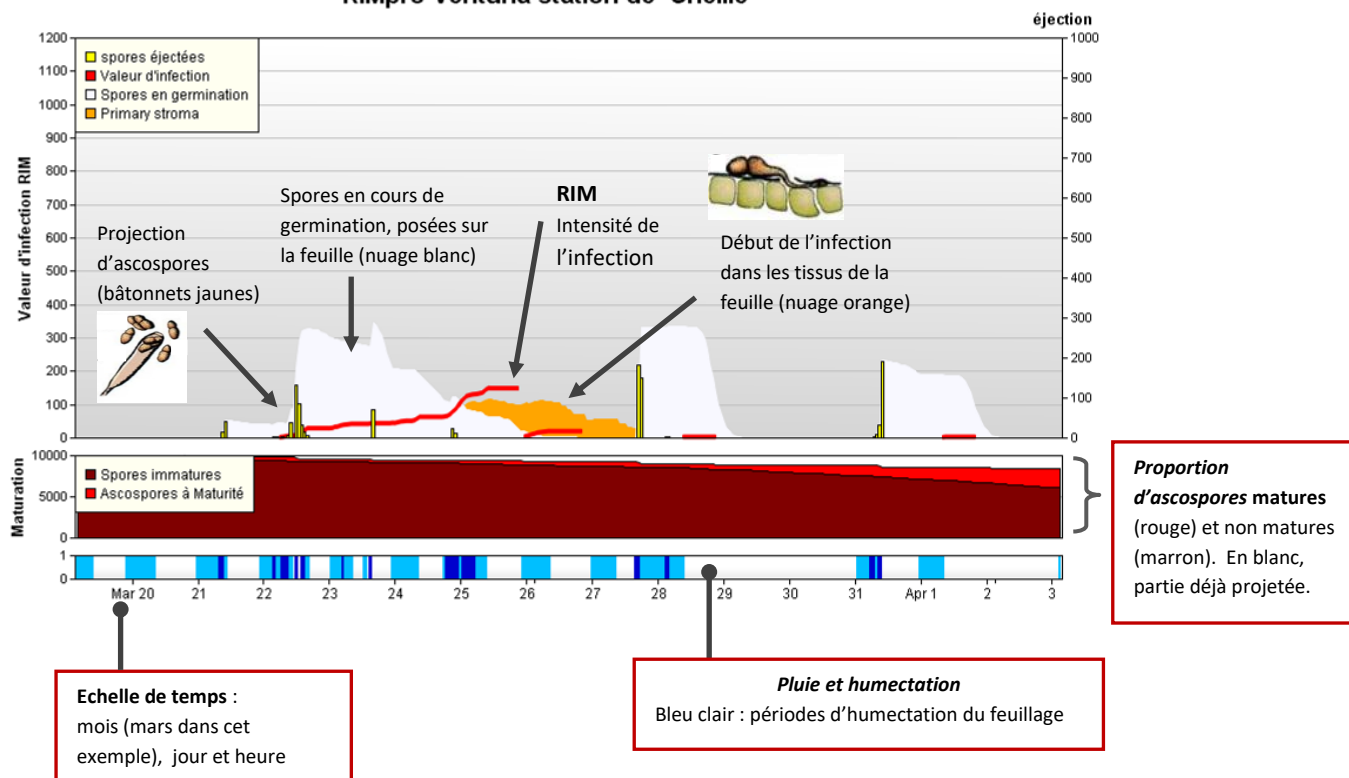 RIMpro-Venturia station de Cheille
éjection
1200
1100
1000
900
800
700
600
500
400
300
200
100
0
Valeur d'infection RIM
spores éjectées
Valeur d'infection
Spores en germination
Primary stroma
1000
900
800
700
600
500
400
300
200
100
0
Projection
d'ascospores
(bâtonnets jaunes)
Spores en cours de
germination, posées sur
la feuille (nuage blanc)
RIM
Intensité de
l'infection
Début de l'infection
dans les tissus de la
feuille (nuage orange)
Maturation
10000
5000
0
Spores immatures
Ascospores à Maturité
1
0
Mar 20
21
22
23
24
25
26
27
28
29
30
31
Apr 1
2
3
Proportion
d'ascospores matures
(rouge) et non matures
(marron). En blanc,
partie déjà projetée.
Echelle de temps :
mois (mars dans cet
exemple), jour et heure
Pluie et humectation
Bleu clair : périodes d'humectation du feuillage